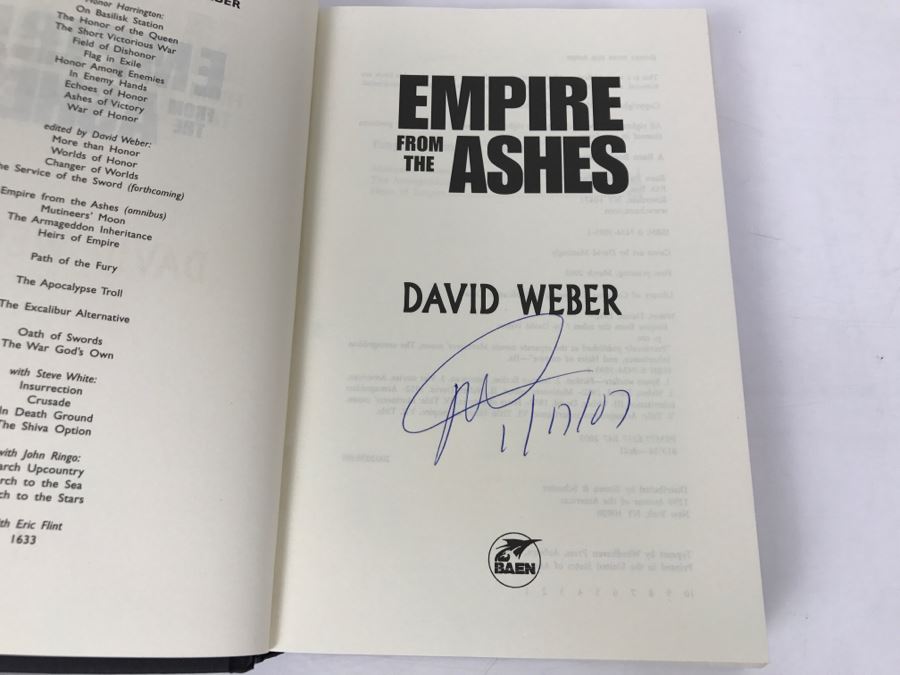 BER
Honor Harrington:
On Basilisk Station
The Honor of the Queen
The Short Victorious War
Field of Dishonor
Flag in Exile
Honor Among Enemies
In Enemy Hands
Echoes of Honor
Ashes of Victory
War of Honor
edited by David Weber:
More than Honor
Worlds of Honor
Changer of Worlds
he Service of the Sword (forthcoming)
Empire from the Ashes (omnibus)
Mutineers' Moon
The Armageddon Inheritance
Heirs of Empire
Path of the Fury
The Apocalypse Troll
The Excalibur Alternative
Oath of Swords
The War God's Own
with Steve White:
Insurrection
Crusade
In Death Ground
The Shiva Option
with John Ringo:
arch Upcountry
rch to the Sea
ch to the Stars
ith Eric Flint
1633
EMPIRE
FROM
THE
ASHES
DAVID WEBER
1/17/07
BAEN